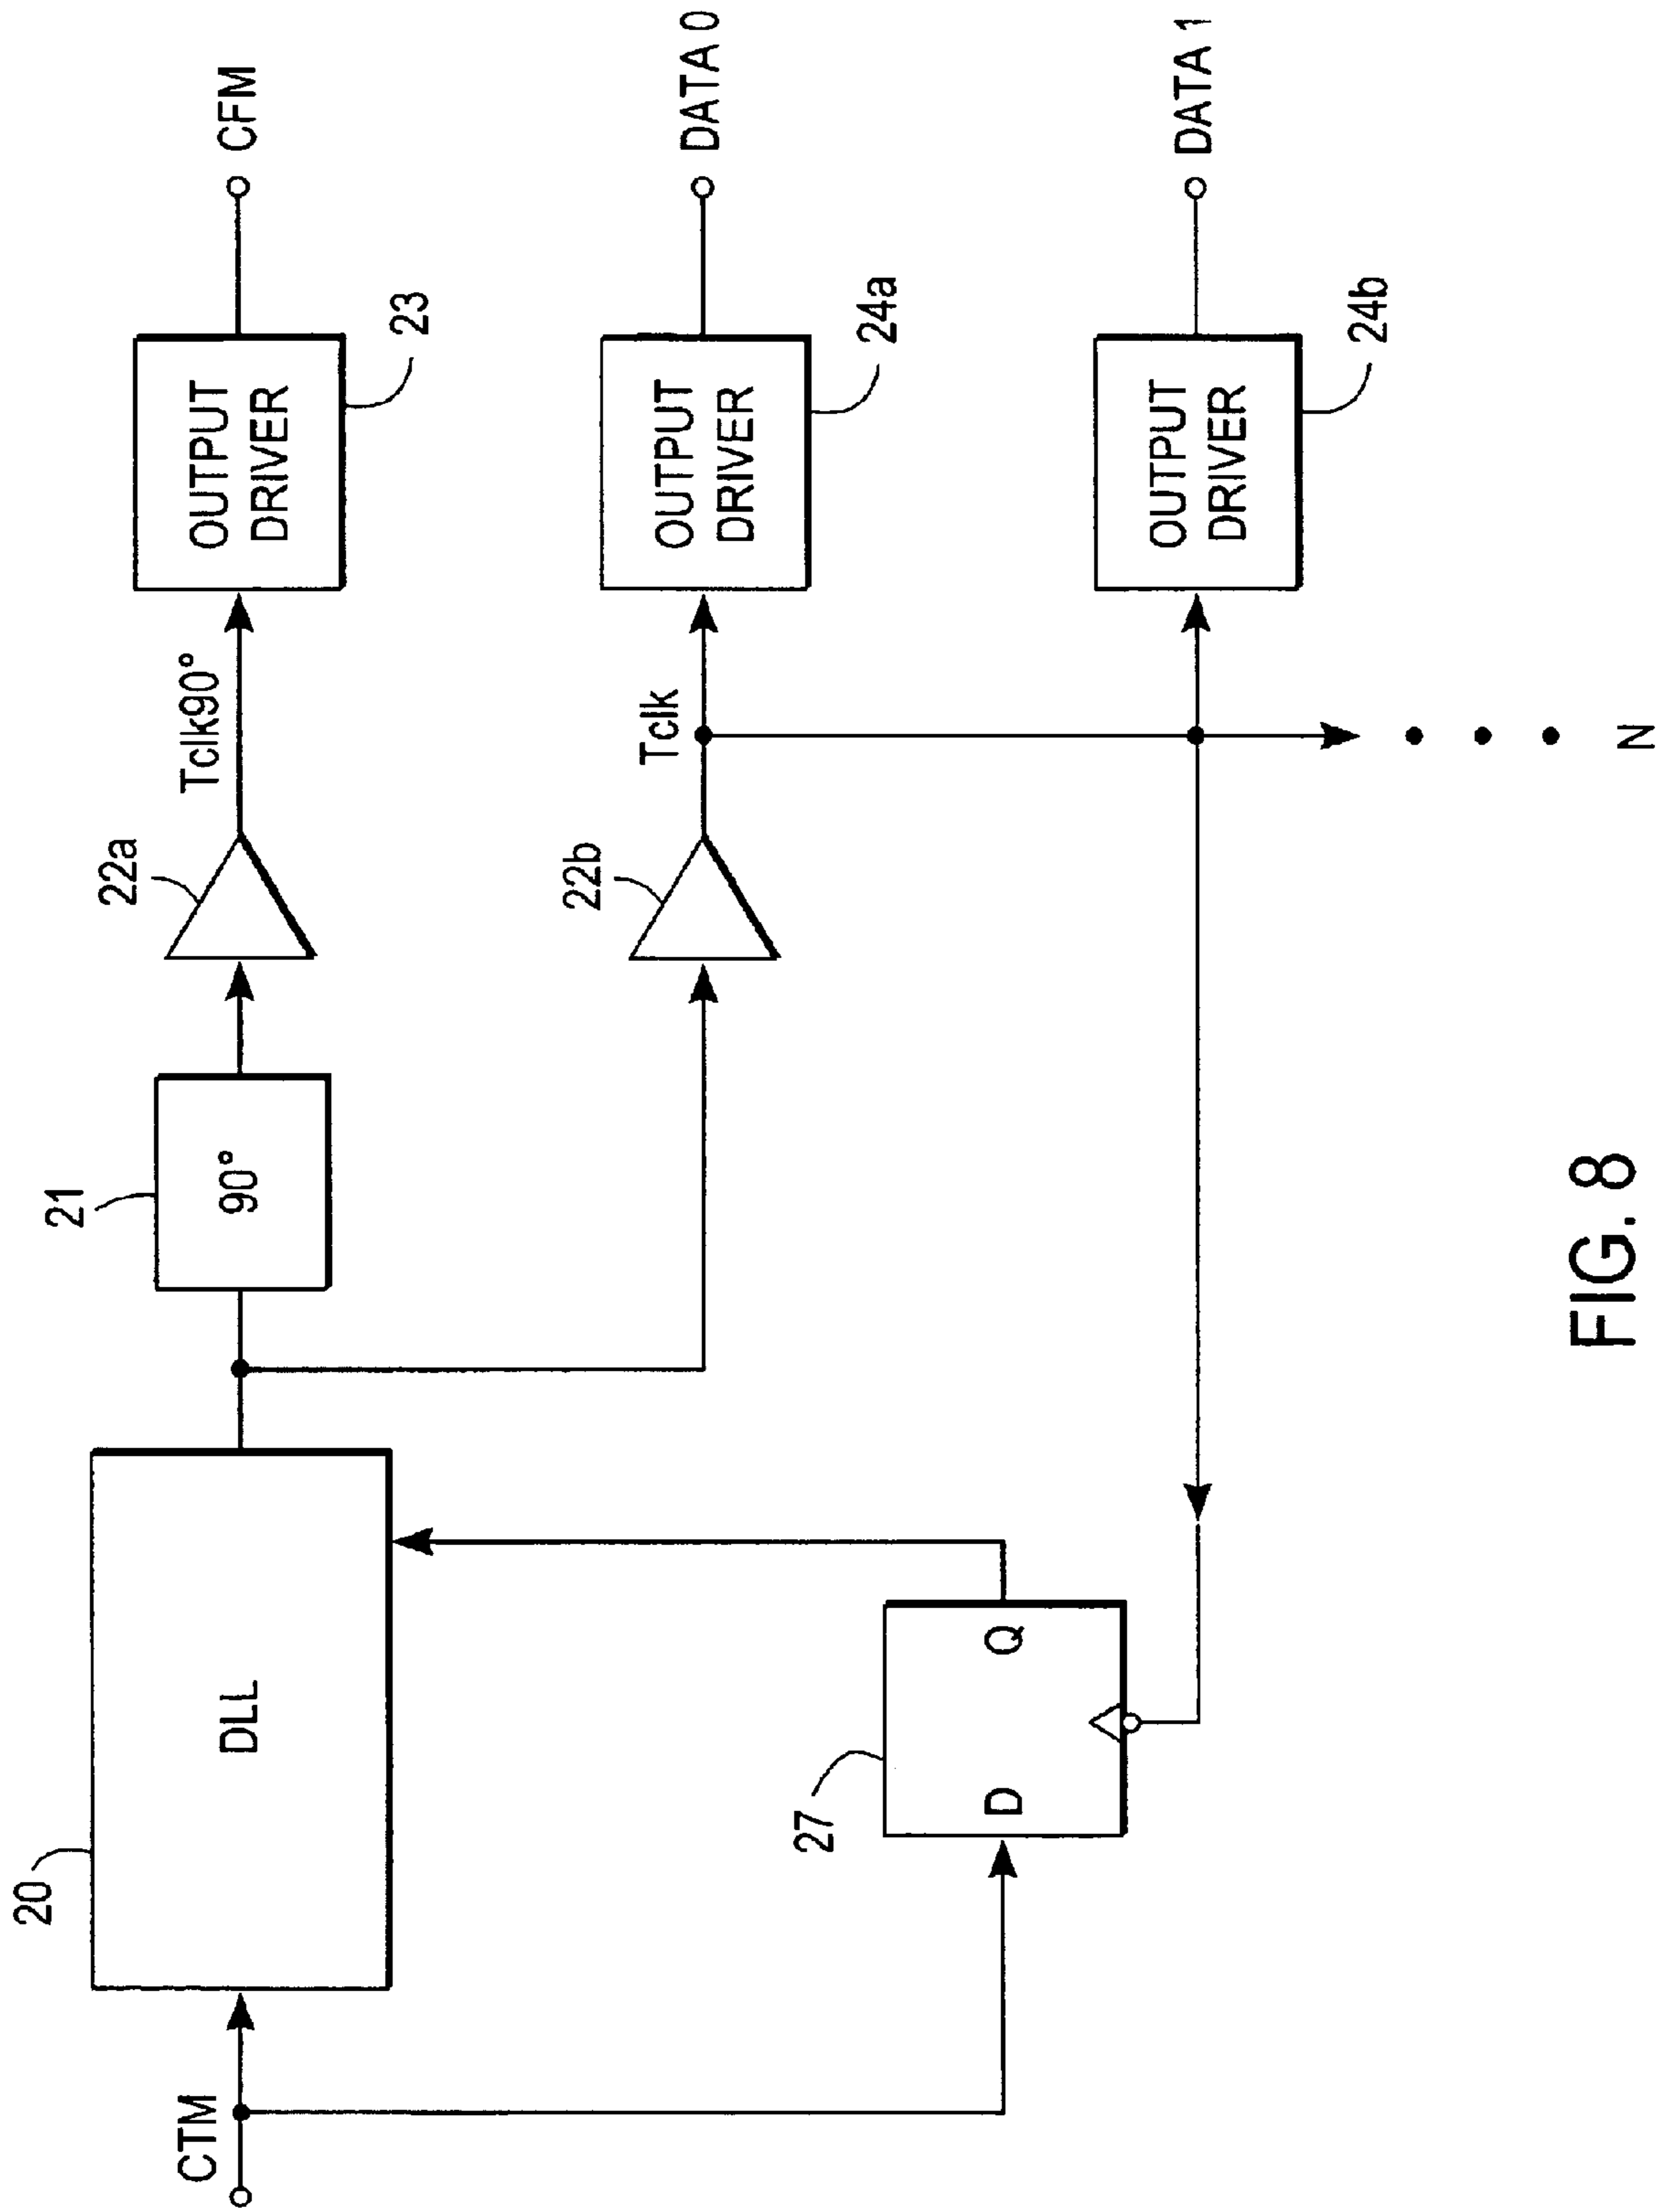 CTM
20
DLL
21
90°
22a
Tclk90°
OUTPUT
DRIVER
23
CFM
22b
Tclk
OUTPUT
DRIVER
24a
DATA 0
27
D
Q
OUTPUT
DRIVER
24b
DATA 1
N
FIG. 8